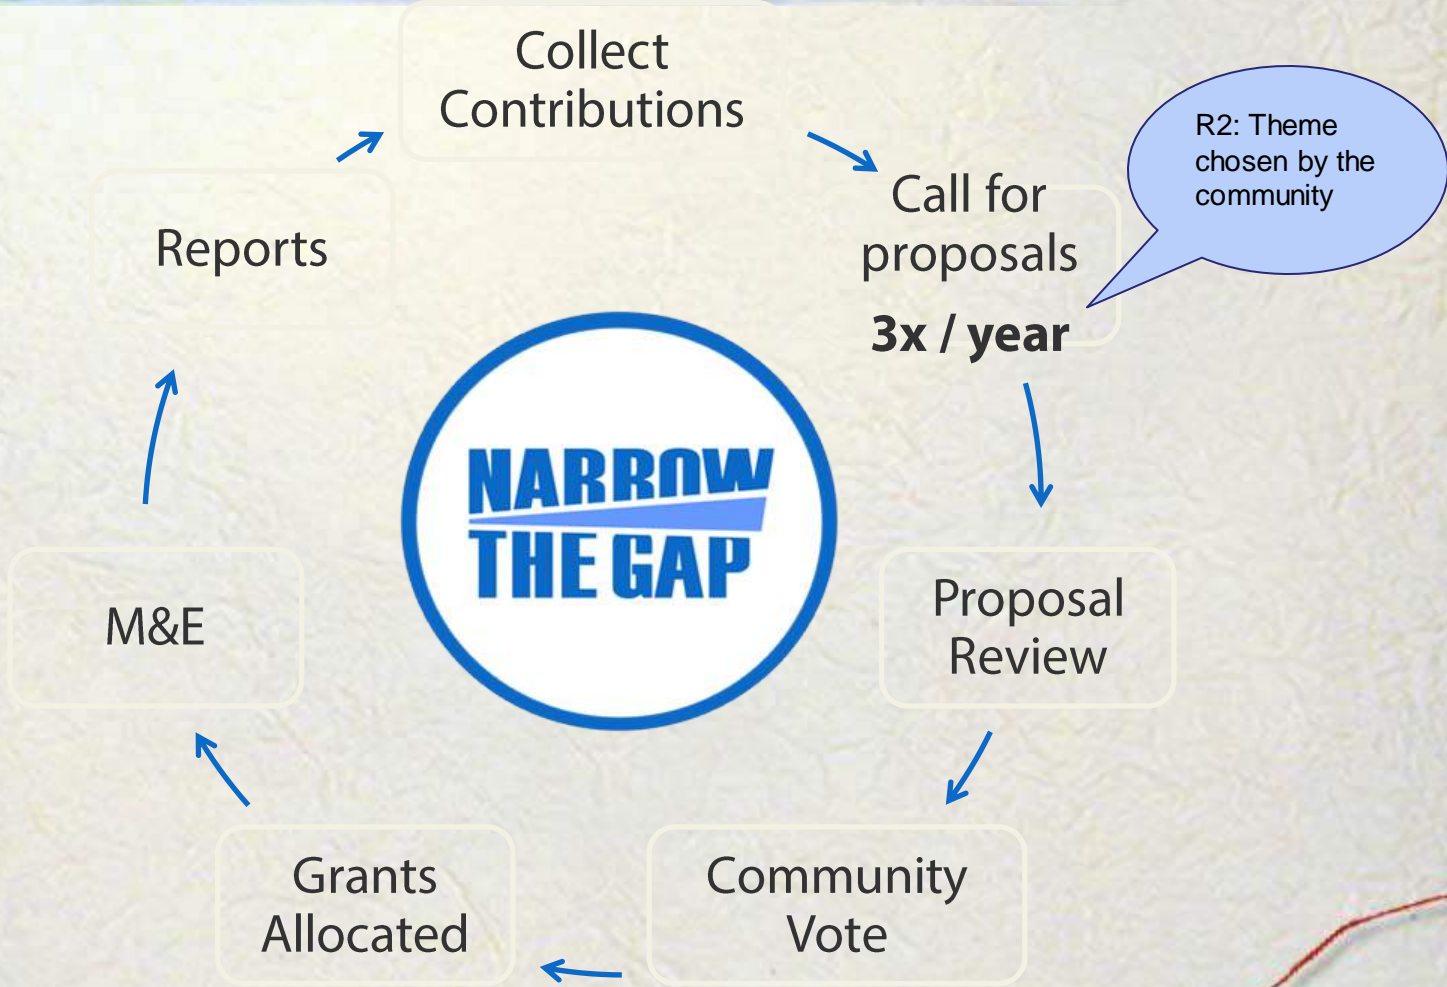 Collect
Contributions
R2: Theme
chosen by the
community
Call for
proposals
3x / year
Reports
NARROW
THE GAP
Proposal
Review
M&E
Community
Vote
Grants
Allocated